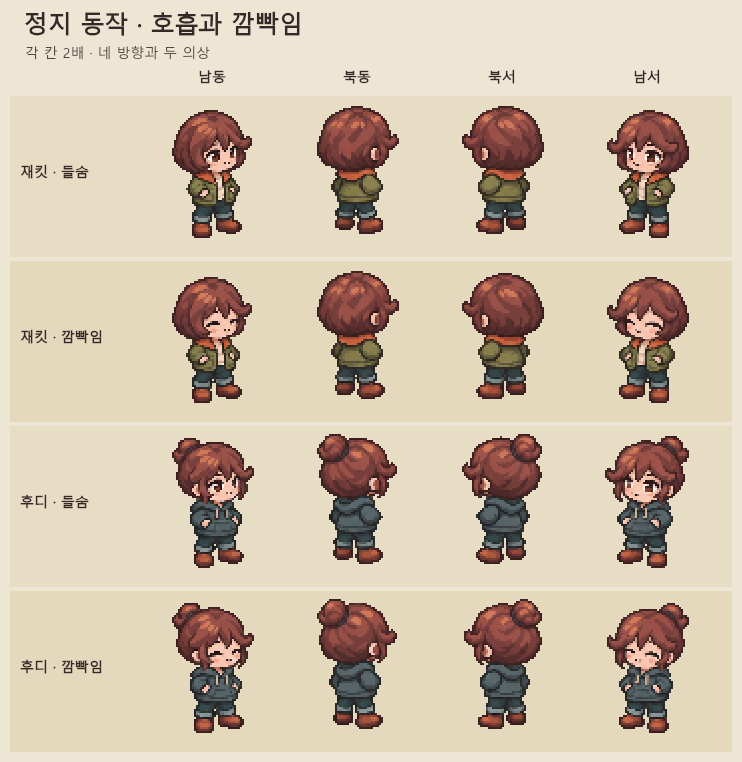 정지 동작 · 호흡과 깜빡임
각 칸 2배 · 네 방향과 두 의상
남동 북동 북서 남서
재킷 · 들숨
재킷 · 깜빡임
후디 · 들숨
후디 · 깜빡임